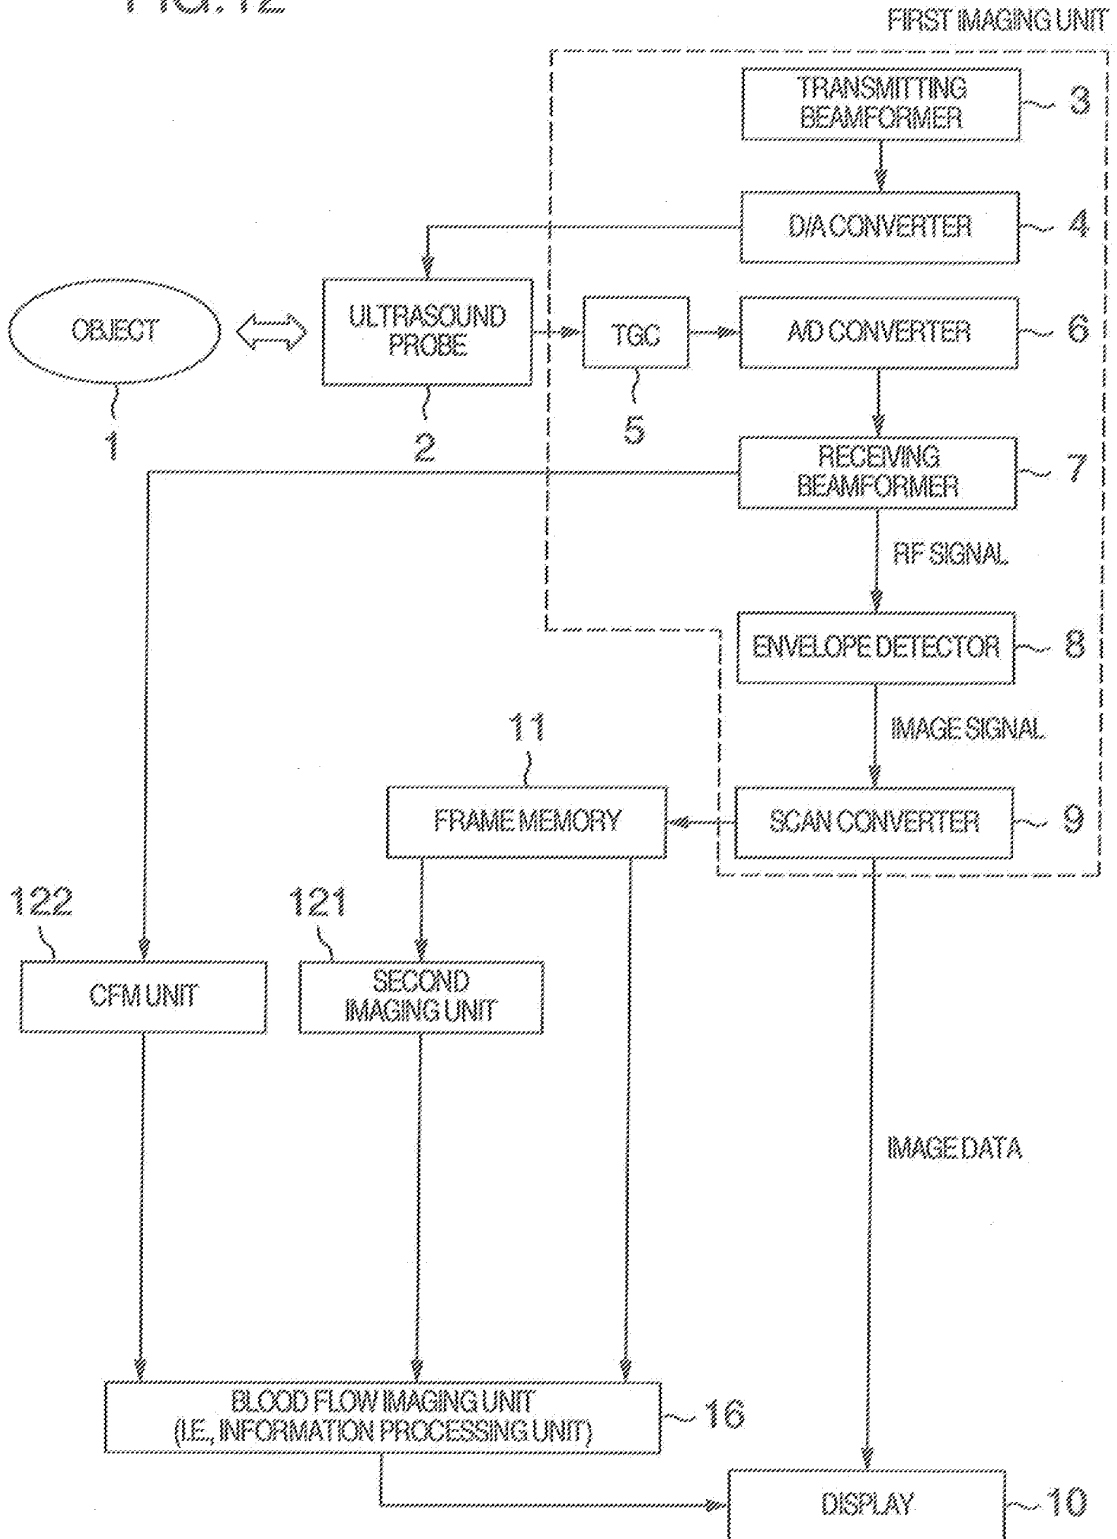 FIG.12
FIRST IMAGING UNIT
TRANSMITTING
BEAMFORMER
3
D/A CONVERTER
4
OBJECT
1
ULTRASOUND
PROBE
2
TGC
5
A/D CONVERTER
6
RECEIVING
BEAMFORMER
7
RF SIGNAL
ENVELOPE DETECTOR
8
IMAGE SIGNAL
11
FRAME MEMORY
SCAN CONVERTER
9
122
CFM UNIT
121
SECOND
IMAGING UNIT
IMAGE DATA
BLOOD FLOW IMAGING UNIT
(I.E., INFORMATION PROCESSING UNIT)
16
DISPLAY
10